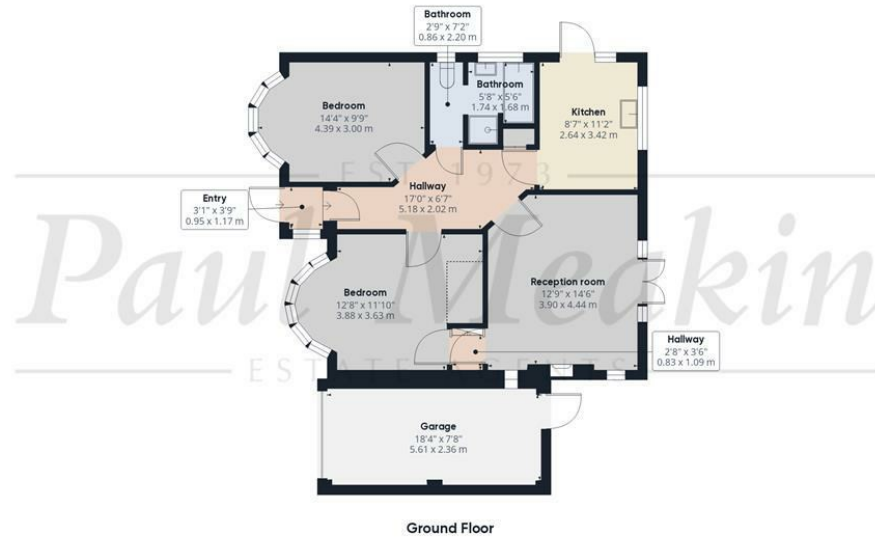 Bathroom
2'9" x 7'2"
0.86 x 2.20 m
Bathroom
5'8" x 5'6"
1.74 x 1.68 m
Kitchen
8'7" x 11'2"
2.64 x 3.42 m
Bedroom
14'4" x 9'9"
4.39 x 3.00 m
EST 1973
Hallway
17'0" x 6'7"
5.18 x 2.02 m
Entry
3'1" x 3'9"
0.95 x 1.17 m
Paul Meakin
Bedroom
12'8" x 11'10"
3.88 x 3.63 m
Reception room
12'9" x 14'6"
3.90 x 4.44 m
Hallway
2'8" x 3'6"
0.83 x 1.09 m
ESTATE AGENTS
Garage
18'4" x 7'8"
5.61 x 2.36 m
Ground Floor